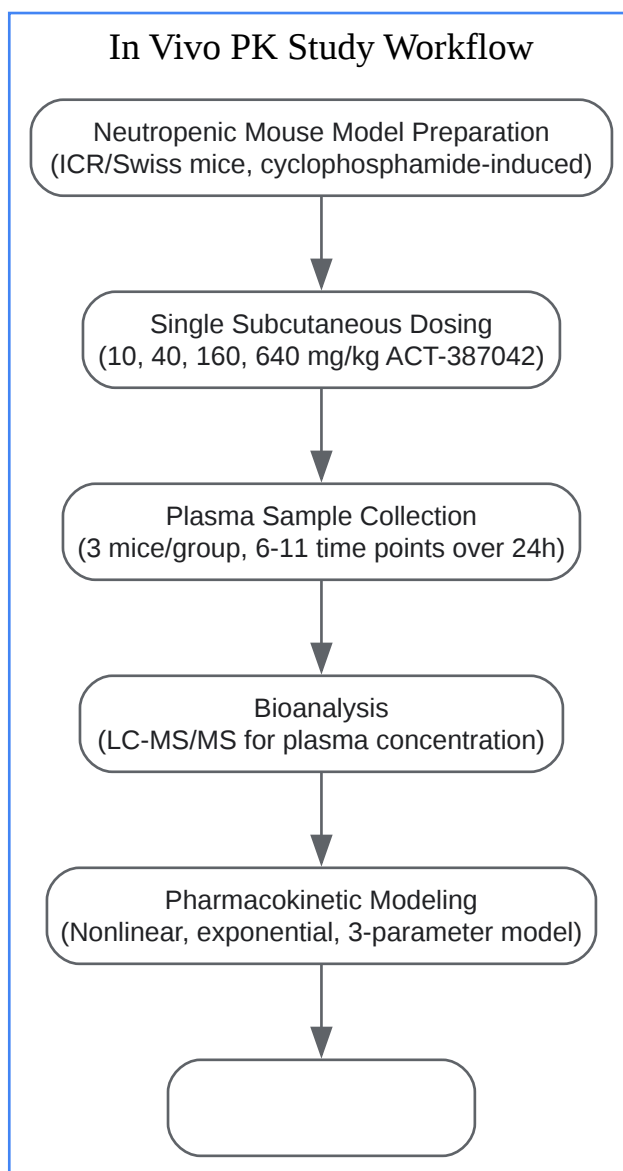 In Vivo PK Study Workflow
Neutropenic Mouse Model Preparation
(ICR/Swiss mice, cyclophosphamide-induced)
Single Subcutaneous Dosing
(10, 40, 160, 640 mg/kg ACT-387042)
Plasma Sample Collection
(3 mice/group, 6-11 time points over 24h)
Bioanalysis
(LC-MS/MS for plasma concentration)
Pharmacokinetic Modeling
(Nonlinear, exponential, 3-parameter model)